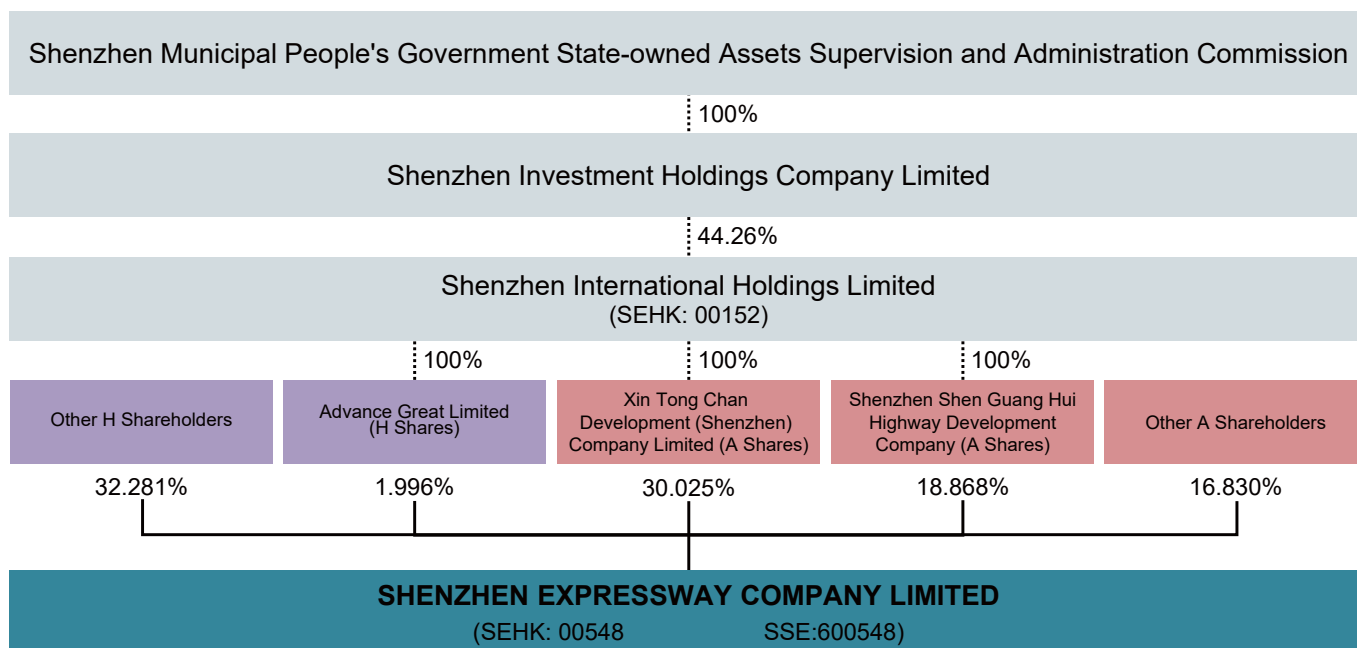 Shenzhen Municipal People's Government State-owned Assets Supervision and Administration Commission
100%
Shenzhen Investment Holdings Company Limited
44.26%
Shenzhen International Holdings Limited
(SEHK: 00152)
100%
100%
100%
Other H Shareholders
Advance Great Limited
(H Shares)
Xin Tong Chan
Development (Shenzhen)
Company Limited (A Shares)
Shenzhen Shen Guang Hui
Highway Development
Company (A Shares)
Other A Shareholders
32.281%
1.996%
30.025%
18.868%
16.830%
SHENZHEN EXPRESSWAY COMPANY LIMITED
(SEHK: 00548 SSE:600548)